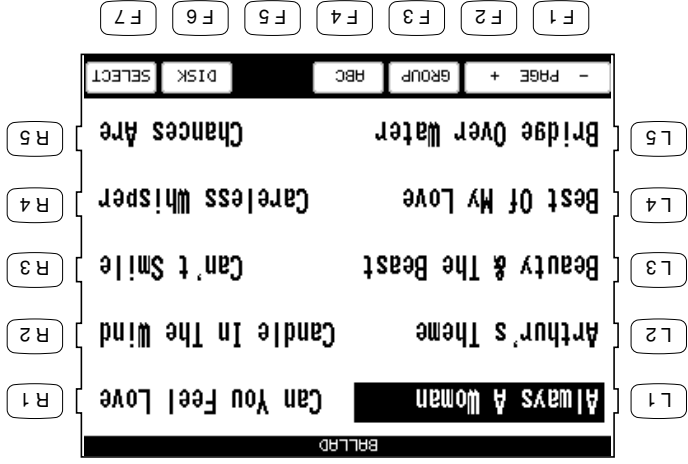 BALLAD
L1 Always A Woman Can You Feel Love R1
L2 Arthur's Theme Candle In The Wind R2
L3 Beauty & The Beast Can't Smile R3
L4 Best Of My Love Careless Whisper R4
L5 Bridge Over Water Chances Are R5
- PAGE + GROUP ABC DISK SELECT
F1 F2 F3 F4 F5 F6 F7